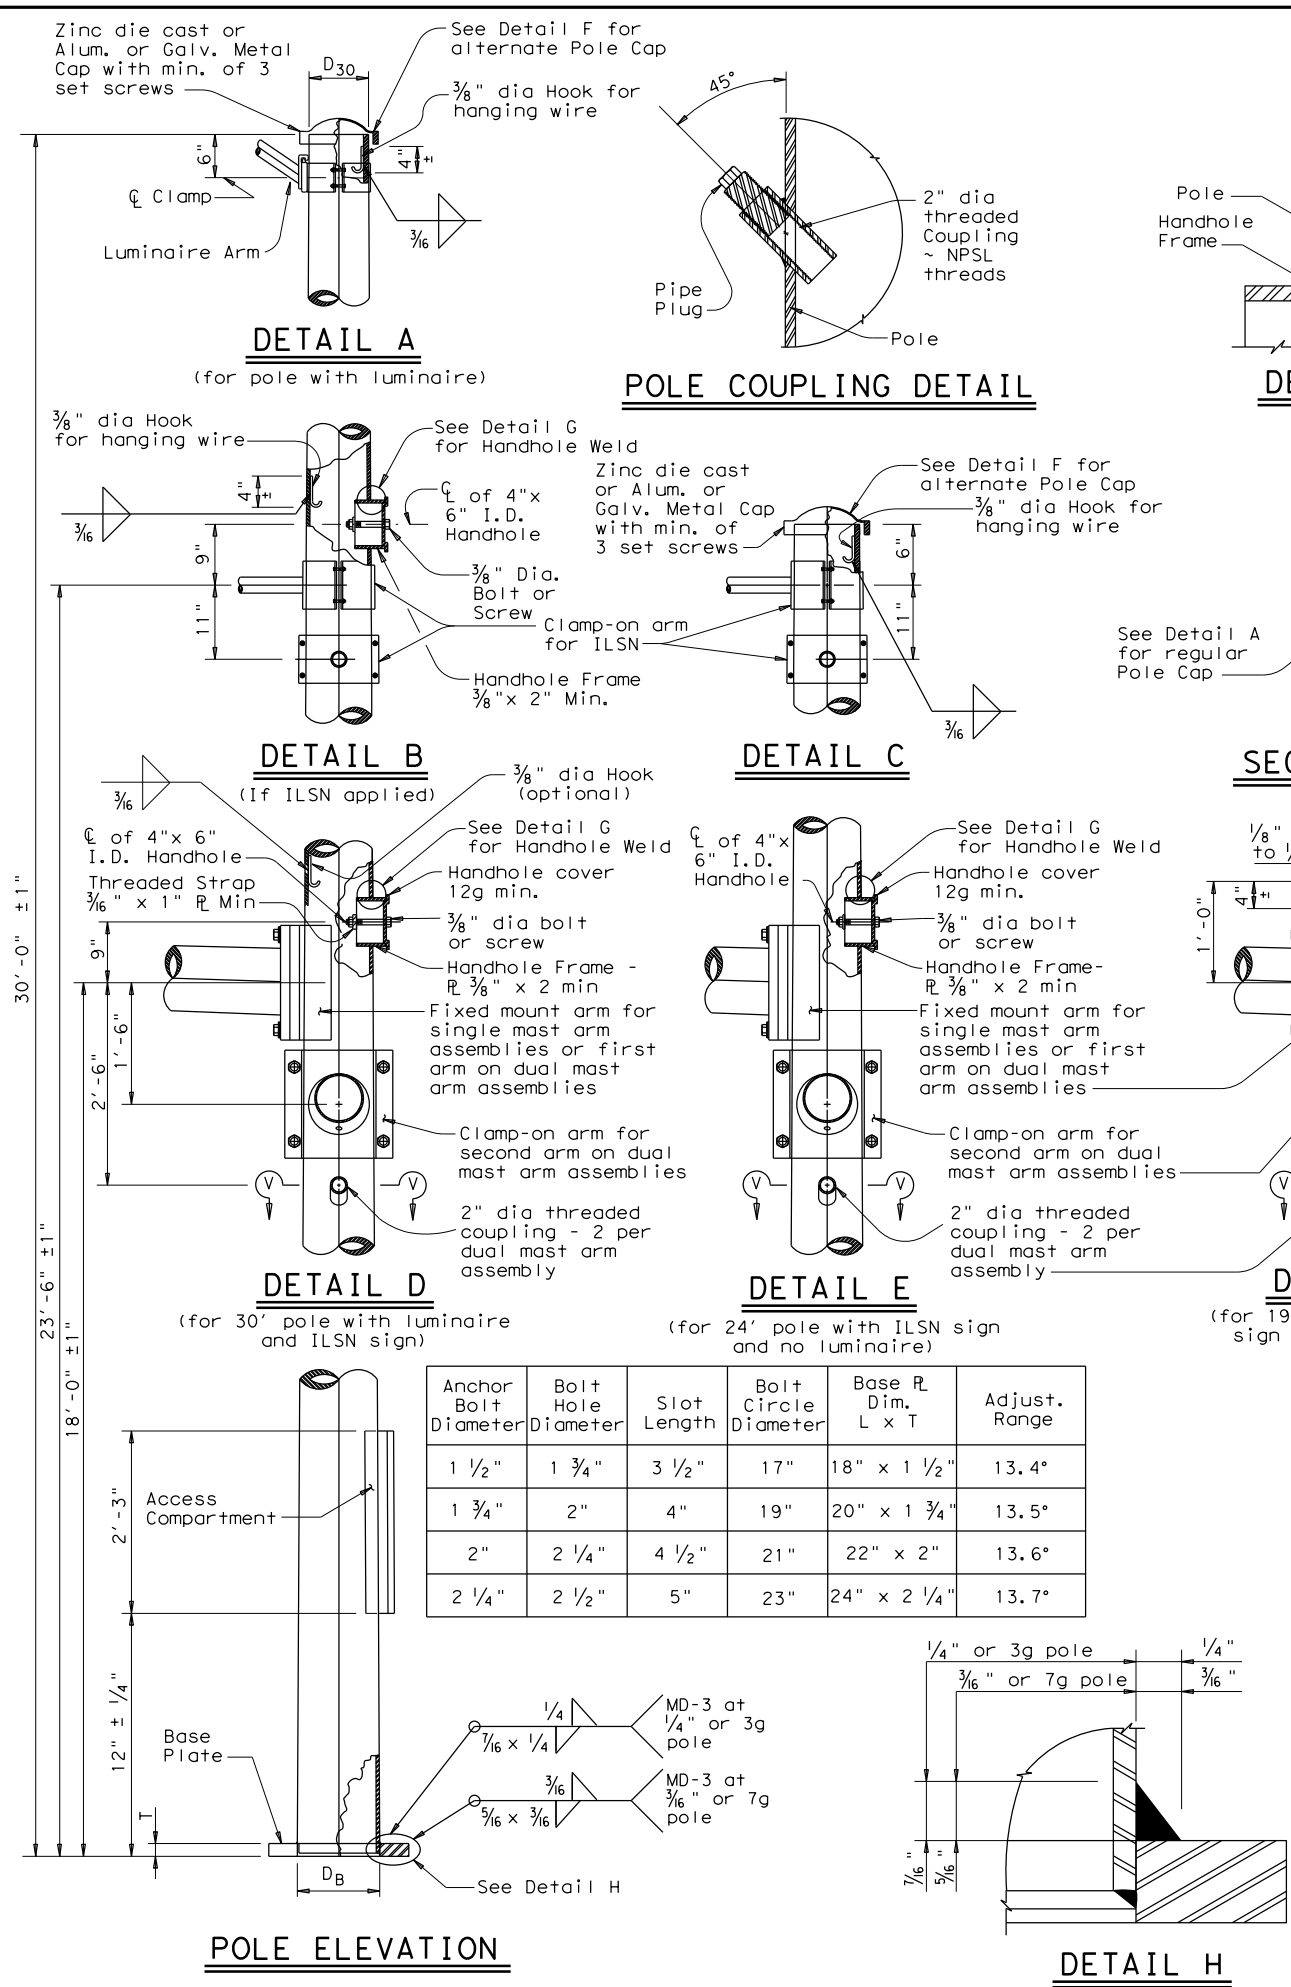 Zinc die cast or
Alum. or Galv. Metal
Cap with min. of 3
set screws
D30
See Detail F for
alternate Pole Cap
3/8" dia Hook for
hanging wire
6"
4"
±
℄ Clamp
3/16
Luminaire Arm
DETAIL A
(for pole with luminaire)
45°
2" dia
threaded
Coupling
~ NPSL
threads
Pipe
Plug
Pole
POLE COUPLING DETAIL
Pole
Handhole
Frame
DE
3/8" dia Hook
for hanging wire
See Detail G
for Handhole Weld
4"
±
℄ of 4"x
6" I.D.
Handhole
3/16
9"
3/8" Dia.
Bolt or
Screw
11"
Clamp-on arm
for ILSN
Handhole Frame
3/8"x 2" Min.
DETAIL B
(If ILSN applied)
Zinc die cast
or Alum. or
Galv. Metal Cap
with min. of
3 set screws
See Detail F for
alternate Pole Cap
3/8" dia Hook for
hanging wire
6"
11"
3/16
DETAIL C
See Detail A
for regular
Pole Cap
SEC
3/16
3/8" dia Hook
(optional)
℄ of 4"x 6"
I.D. Handhole
Threaded Strap
3/16" x 1" ⅊ Min
See Detail G
for Handhole Weld
Handhole cover
12g min.
3/8" dia bolt
or screw
Handhole Frame -
⅊ 3/8" x 2 min
Fixed mount arm for
single mast arm
assemblies or first
arm on dual mast
arm assemblies
9"
1'-6"
2'-6"
Clamp-on arm for
second arm on dual
mast arm assemblies
V
V
2" dia threaded
coupling - 2 per
dual mast arm
assembly
DETAIL D
(for 30' pole with luminaire
and ILSN sign)
℄ of 4"x
6" I.D.
Handhole
See Detail G
for Handhole Weld
Handhole cover
12g min.
3/8" dia bolt
or screw
Handhole Frame-
⅊ 3/8" x 2 min
Fixed mount arm for
single mast arm
assemblies or first
arm on dual mast
arm assemblies
Clamp-on arm for
second arm on dual
mast arm assemblies
V
V
2" dia threaded
coupling - 2 per
dual mast arm
assembly
DETAIL E
(for 24' pole with ILSN sign
and no luminaire)
1/8"
4"
±
1'-0"
V
D
(for 19
sign
30'-0" ±1"
23'-6" ±1"
18'-0" ±1"
Anchor Bolt Diameter | Bolt Hole Diameter | Slot Length | Bolt Circle Diameter | Base ⅊ Dim. L x T | Adjust. Range
1 1/2" | 1 3/4" | 3 1/2" | 17" | 18" x 1 1/2" | 13.4°
1 3/4" | 2" | 4" | 19" | 20" x 1 3/4" | 13.5°
2" | 2 1/4" | 4 1/2" | 21" | 22" x 2" | 13.6°
2 1/4" | 2 1/2" | 5" | 23" | 24" x 2 1/4" | 13.7°
2'-3"
Access
Compartment
12" ± 1/4"
Base
Plate
T
DB
1/4
7/16 x 1/4
MD-3 at
1/4" or 3g
pole
3/16
5/16 x 3/16
MD-3 at
3/16" or 7g
pole
See Detail H
POLE ELEVATION
1/4" or 3g pole
1/4"
3/16" or 7g pole
3/16"
7/16"
5/16"
DETAIL H